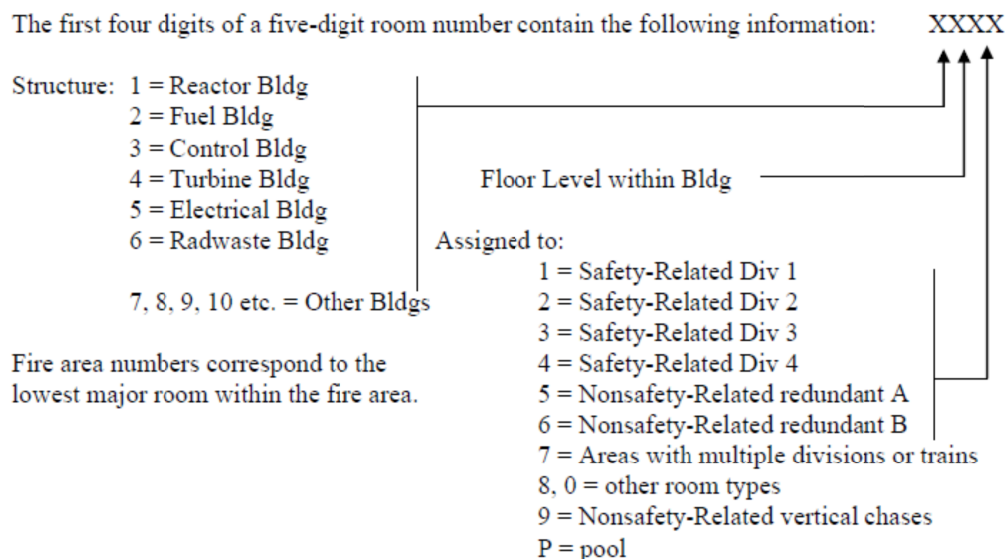 The first four digits of a five-digit room number contain the following information: XXXX
Structure: 1 = Reactor Bldg
2 = Fuel Bldg
3 = Control Bldg
4 = Turbine Bldg
5 = Electrical Bldg
6 = Radwaste Bldg
7, 8, 9, 10 etc. = Other Bldgs
Fire area numbers correspond to the
lowest major room within the fire area.
Floor Level within Bldg
Assigned to:
1 = Safety-Related Div 1
2 = Safety-Related Div 2
3 = Safety-Related Div 3
4 = Safety-Related Div 4
5 = Nonsafety-Related redundant A
6 = Nonsafety-Related redundant B
7 = Areas with multiple divisions or trains
8, 0 = other room types
9 = Nonsafety-Related vertical chases
P = pool